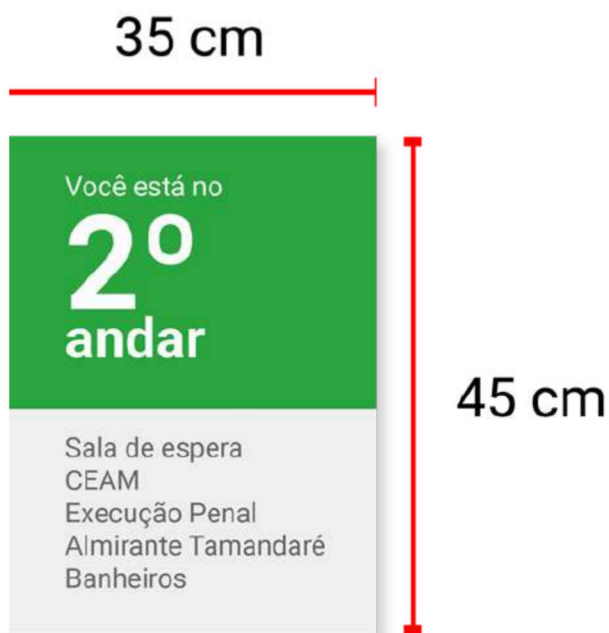 35 cm
Você está no
2º
andar
45 cm
Sala de espera
CEAM
Execução Penal
Almirante Tamandaré
Banheiros